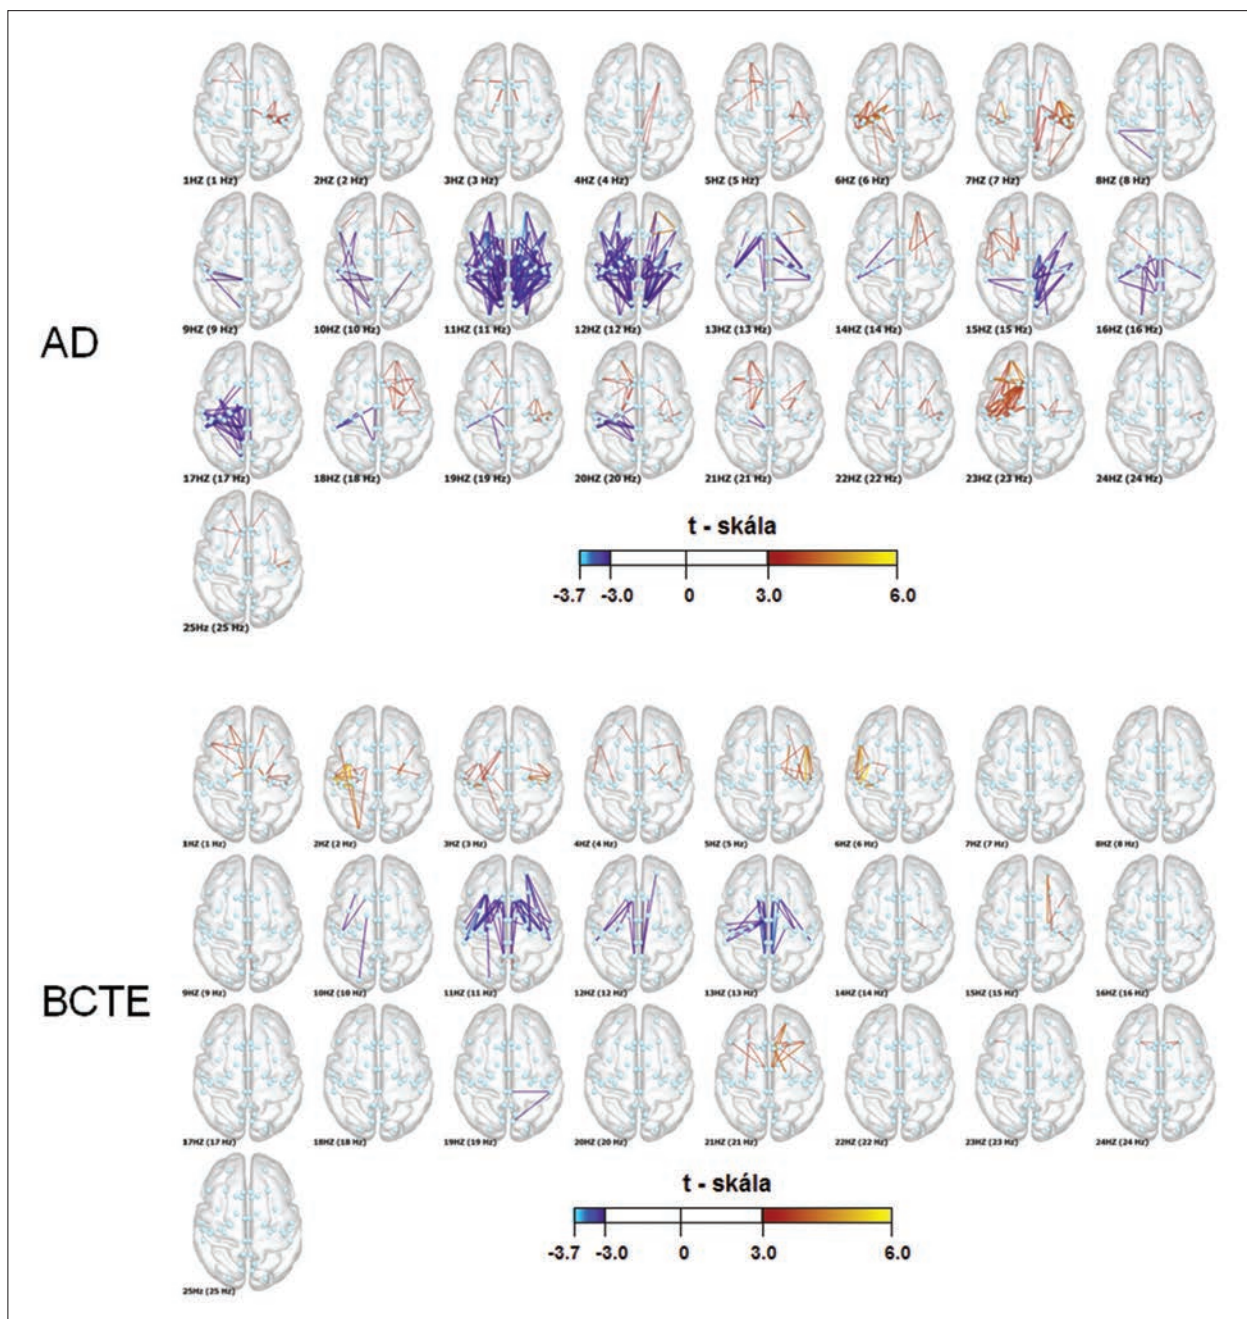 1HZ (1 Hz) 2HZ (2 Hz) 3HZ (3 Hz) 4HZ (4 Hz) 5HZ (5 Hz) 6HZ (6 Hz) 7HZ (7 Hz) 8HZ (8 Hz)
9HZ (9 Hz) 10HZ (10 Hz) 11HZ (11 Hz) 12HZ (12 Hz) 13HZ (13 Hz) 14HZ (14 Hz) 15HZ (15 Hz) 16HZ (16 Hz)
AD
17HZ (17 Hz) 18HZ (18 Hz) 19HZ (19 Hz) 20HZ (20 Hz) 21HZ (21 Hz) 22HZ (22 Hz) 23HZ (23 Hz) 24HZ (24 Hz)
t - skála
-3.7 -3.0 0 3.0 6.0
25Hz (25 Hz)
1HZ (1 Hz) 2HZ (2 Hz) 3HZ (3 Hz) 4HZ (4 Hz) 5HZ (5 Hz) 6HZ (6 Hz) 7HZ (7 Hz) 8HZ (8 Hz)
9HZ (9 Hz) 10HZ (10 Hz) 11HZ (11 Hz) 12HZ (12 Hz) 13HZ (13 Hz) 14HZ (14 Hz) 15HZ (15 Hz) 16HZ (16 Hz)
BCTE
17HZ (17 Hz) 18HZ (18 Hz) 19HZ (19 Hz) 20HZ (20 Hz) 21HZ (21 Hz) 22HZ (22 Hz) 23HZ (23 Hz) 24HZ (24 Hz)
t - skála
-3.7 -3.0 0 3.0 6.0
25Hz (25 Hz)